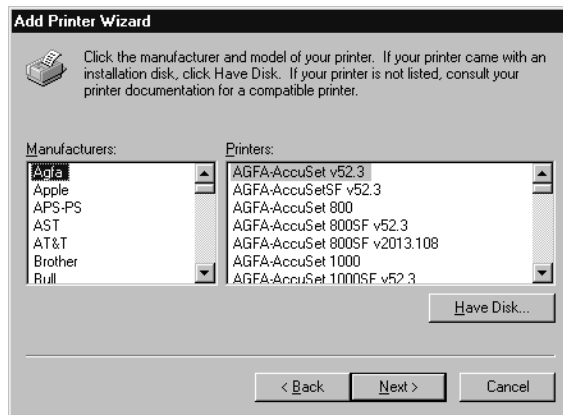 Add Printer Wizard
Click the manufacturer and model of your printer. If your printer came with an
installation disk, click Have Disk. If your printer is not listed, consult your
printer documentation for a compatible printer.
Manufacturers:
Agfa
Apple
APS-PS
AST
AT&T
Brother
Bull
Printers:
AGFA-AccuSet v52.3
AGFA-AccuSetSF v52.3
AGFA-AccuSet 800
AGFA-AccuSet 800SF v52.3
AGFA-AccuSet 800SF v2013.108
AGFA-AccuSet 1000
AGFA-AccuSet 1000SF v52.3
Have Disk...
< Back
Next >
Cancel